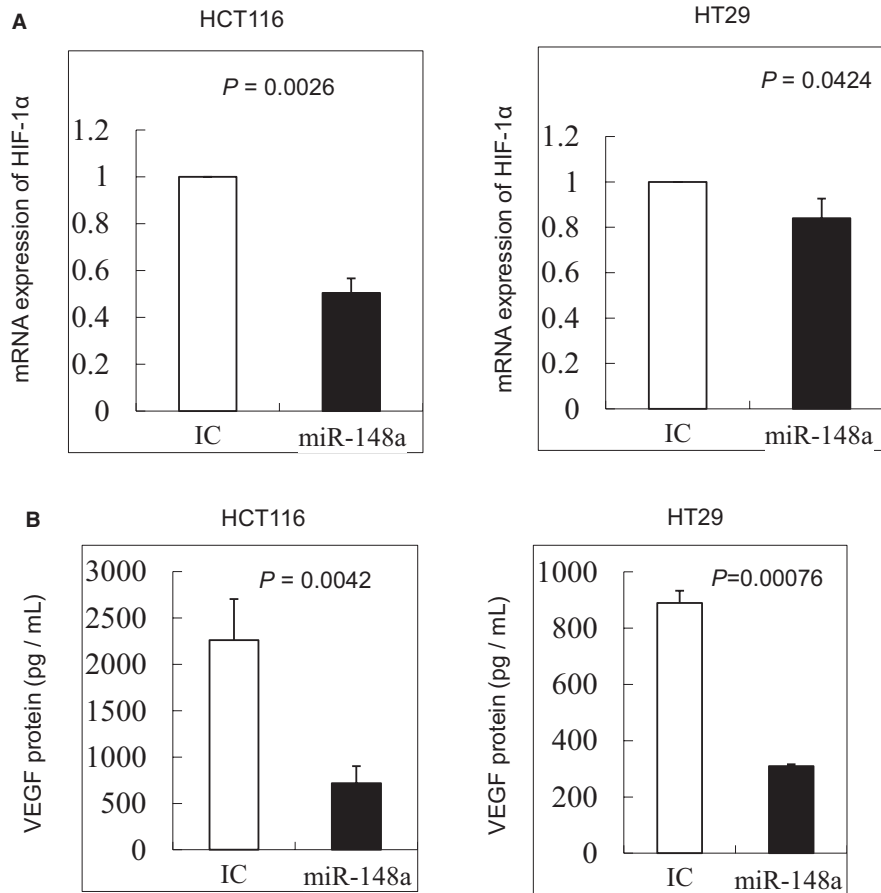 A
HCT116
mRNA expression of HIF-1α
P = 0.0026
1.2
1
0.8
0.6
0.4
0.2
0
IC
miR-148a
HT29
mRNA expression of HIF-1α
P = 0.0424
1.2
1
0.8
0.6
0.4
0.2
0
IC
miR-148a
B
HCT116
VEGF protein (pg / mL)
P = 0.0042
3000
2500
2000
1500
1000
500
0
IC
miR-148a
HT29
VEGF protein (pg / mL)
P=0.00076
1000
800
600
400
200
0
IC
miR-148a